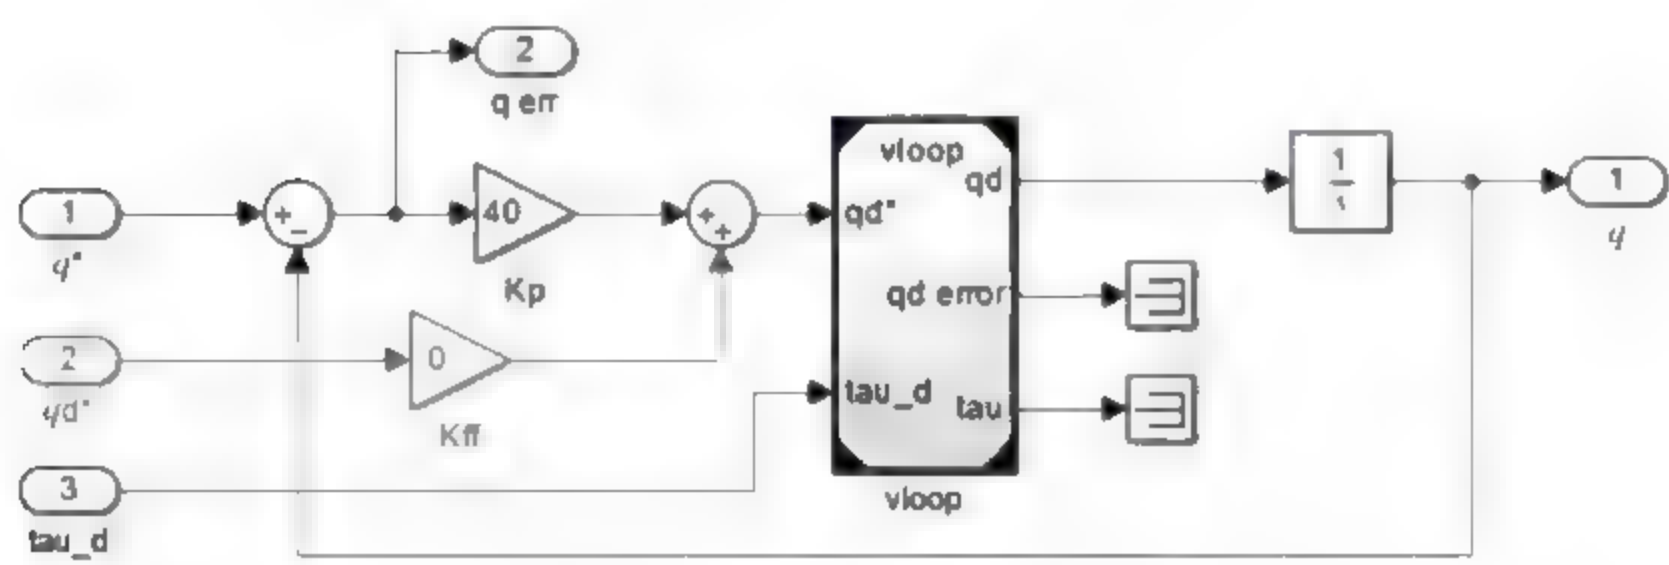 2
q err
vloop
qd
1
1
+
−
40
+
+
qd*
1
q*
q
Kp
qd error
2
0
qd*
tau_d
tau
Kff
3
vloop
tau_d